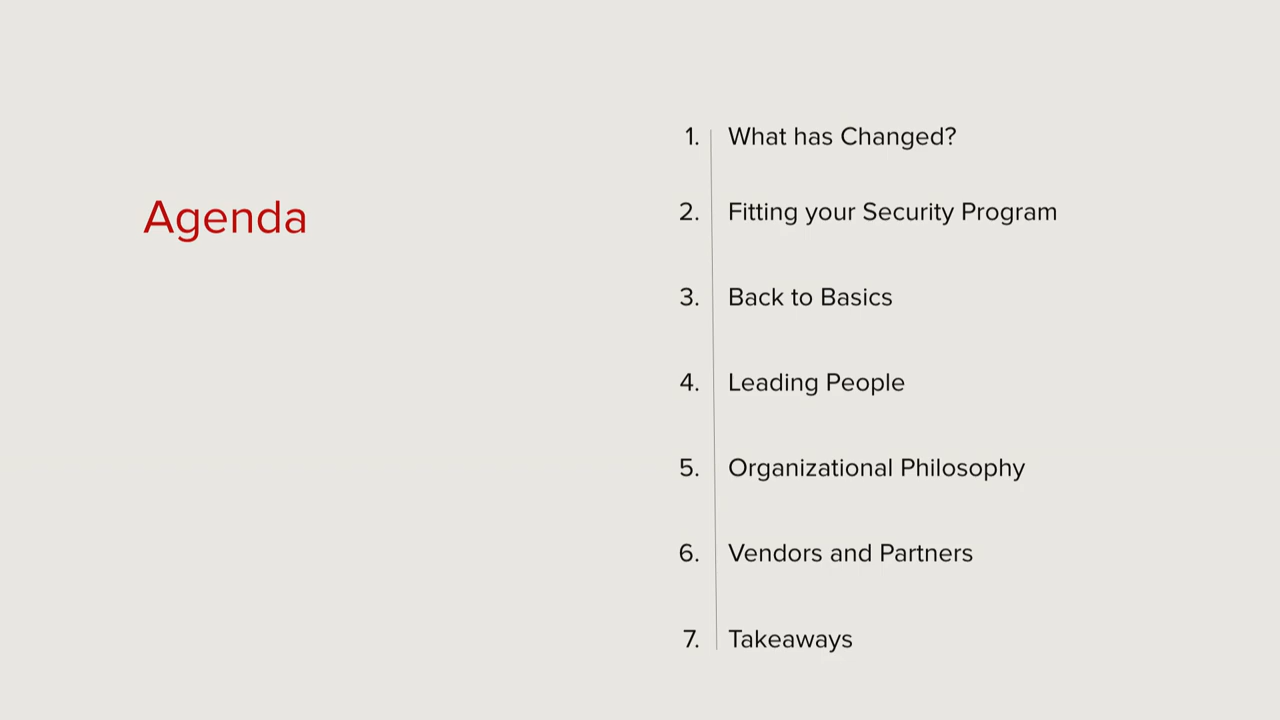 Agenda
1. What has Changed?
2. Fitting your Security Program
3. Back to Basics
4. Leading People
5. Organizational Philosophy
6. Vendors and Partners
7. Takeaways